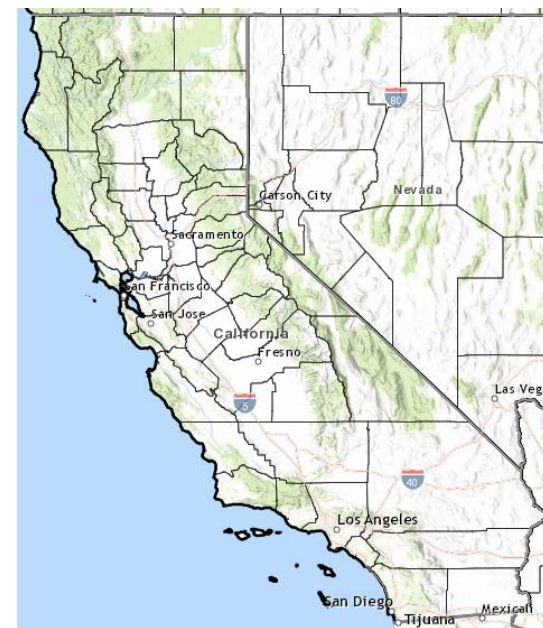 80
Nevada
Carson City
Sacramento
San Francisco
San Jose
California
Fresno
Las Veg
5
40
Los Angeles
San Diego
Mexicali
Tijuana